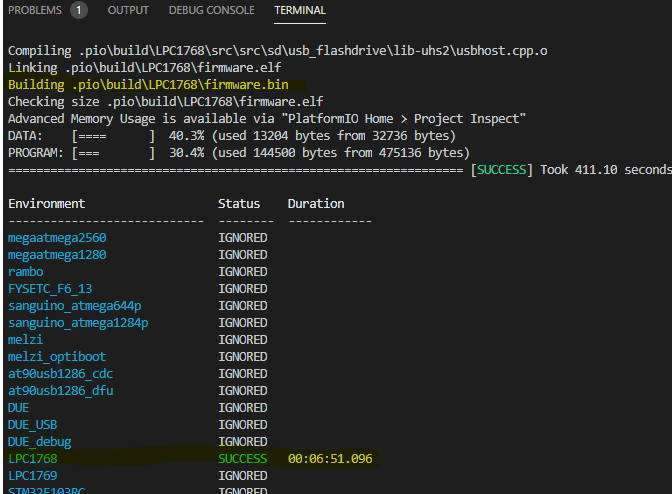 PROBLEMS 1 OUTPUT DEBUG CONSOLE TERMINAL
Compiling .pio\build\LPC1768\src\src\sd\usb_flashdrive\lib-uhs2\usbhost.cpp.o
Linking .pio\build\LPC1768\firmware.elf
Building .pio\build\LPC1768\firmware.bin
Checking size .pio\build\LPC1768\firmware.elf
Advanced Memory Usage is available via "PlatformIO Home > Project Inspect"
DATA:    [====      ]  40.3% (used 13204 bytes from 32736 bytes)
PROGRAM: [===       ]  30.4% (used 144500 bytes from 475136 bytes)
================================================================= [SUCCESS] Took 411.10 seconds
Environment                   Status    Duration
----------------------------  --------  ------------
megaatmega2560                IGNORED
megaatmega1280                IGNORED
rambo                         IGNORED
FYSETC_F6_13                  IGNORED
sanguino_atmega644p           IGNORED
sanguino_atmega1284p          IGNORED
melzi                         IGNORED
melzi_optiboot                IGNORED
at90usb1286_cdc               IGNORED
at90usb1286_dfu               IGNORED
DUE                           IGNORED
DUE_USB                       IGNORED
DUE_debug                     IGNORED
LPC1768                       SUCCESS   00:06:51.096
LPC1769                       IGNORED
STM32F103RC                   IGNORED